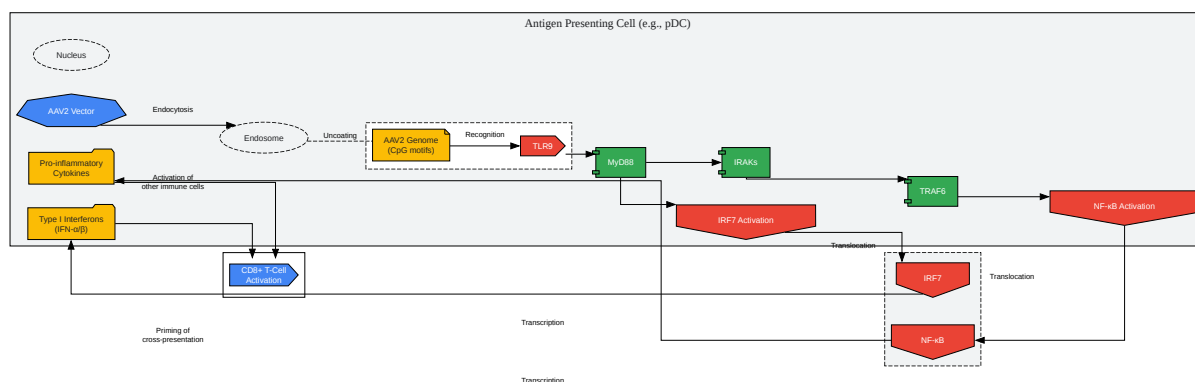 Antigen Presenting Cell (e.g., pDC)
Nucleus
AAV2 Vector
Endocytosis
Endosome
Uncoating
AAV2 Genome
(CpG motifs)
Recognition
TLR9
MyD88
IRAKs
TRAF6
NF-κB Activation
Pro-inflammatory
Cytokines
Activation of
other immune cells
Type I Interferons
(IFN-α/β)
IRF7 Activation
Translocation
CD8+ T-Cell
Activation
IRF7
Translocation
Priming of
cross-presentation
Transcription
NF-κB
Transcription